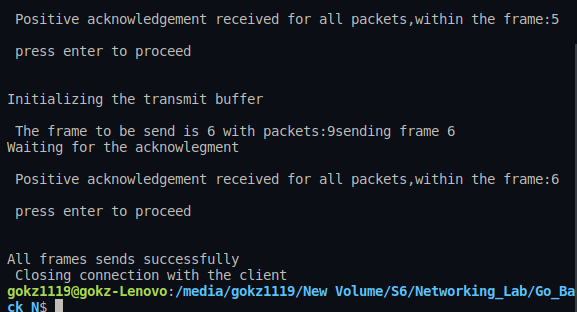 Positive acknowledgement received for all packets,within the frame:5
press enter to proceed
Initializing the transmit buffer
The frame to be send is 6 with packets:9sending frame 6
Waiting for the acknowlegment
Positive acknowledgement received for all packets,within the frame:6
press enter to proceed
All frames sends successfully
Closing connection with the client
gokz1119@gokz-Lenovo:/media/gokz1119/New Volume/S6/Networking_Lab/Go_Ba
ck_N$